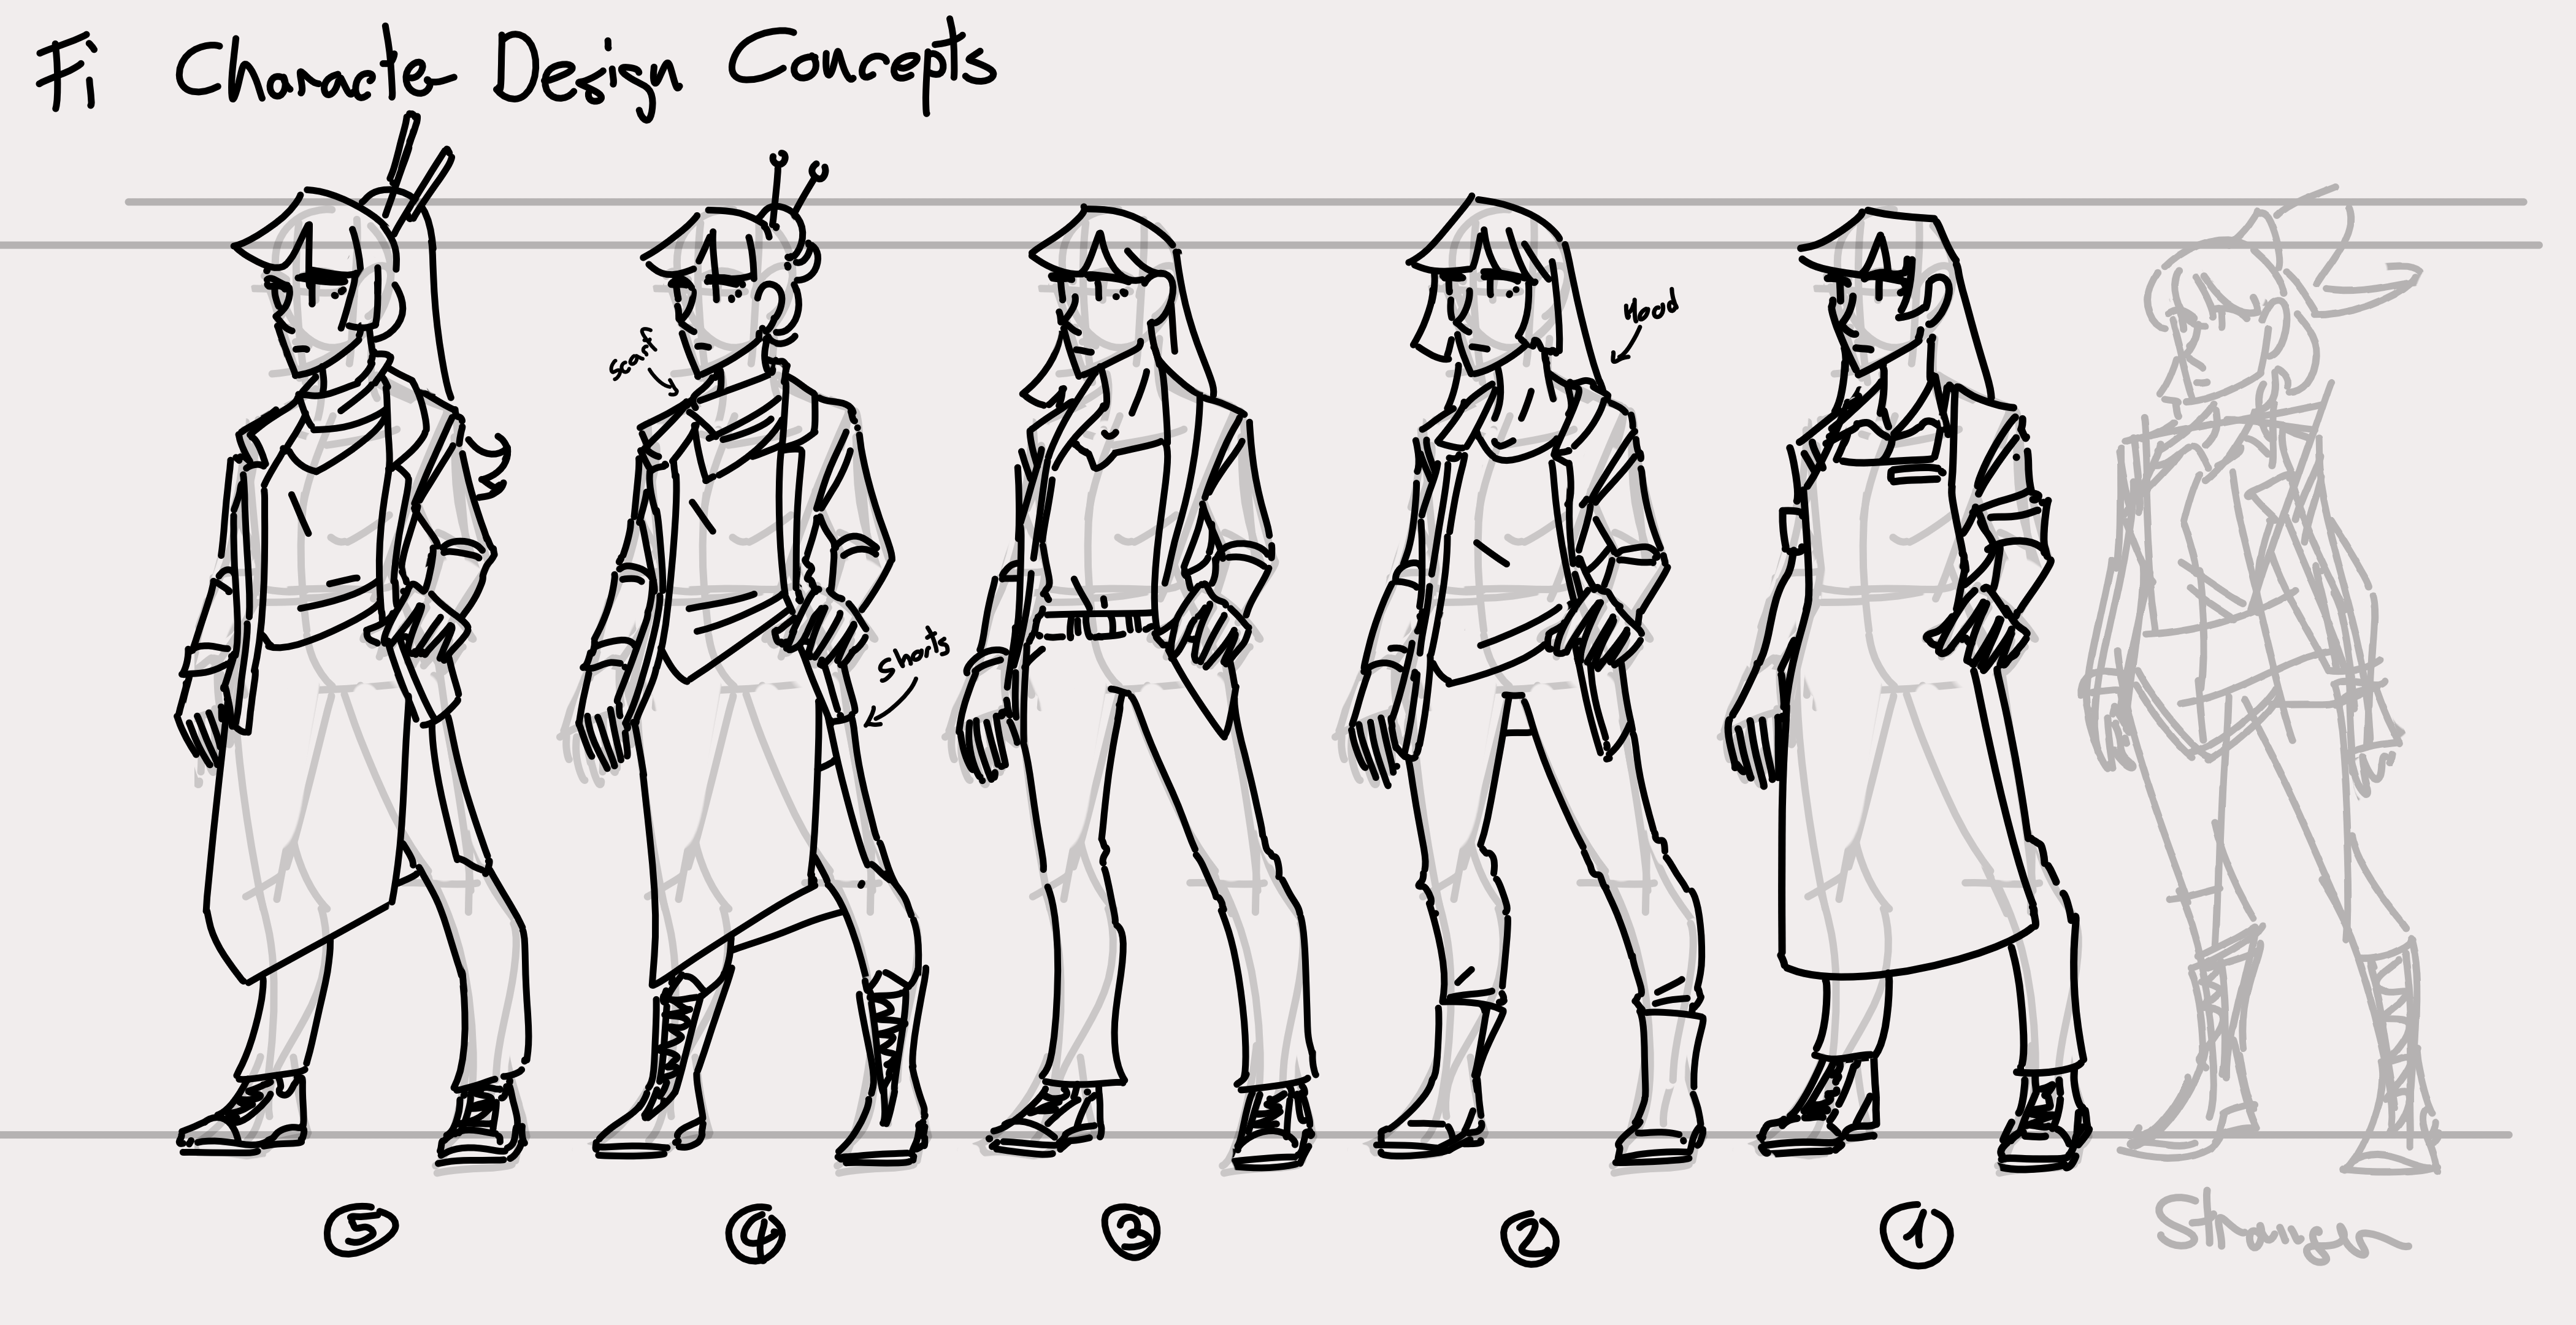 Fi Character Design Concepts
Scarf
Hood
Shorts
5
4
3
2
1
Stranger